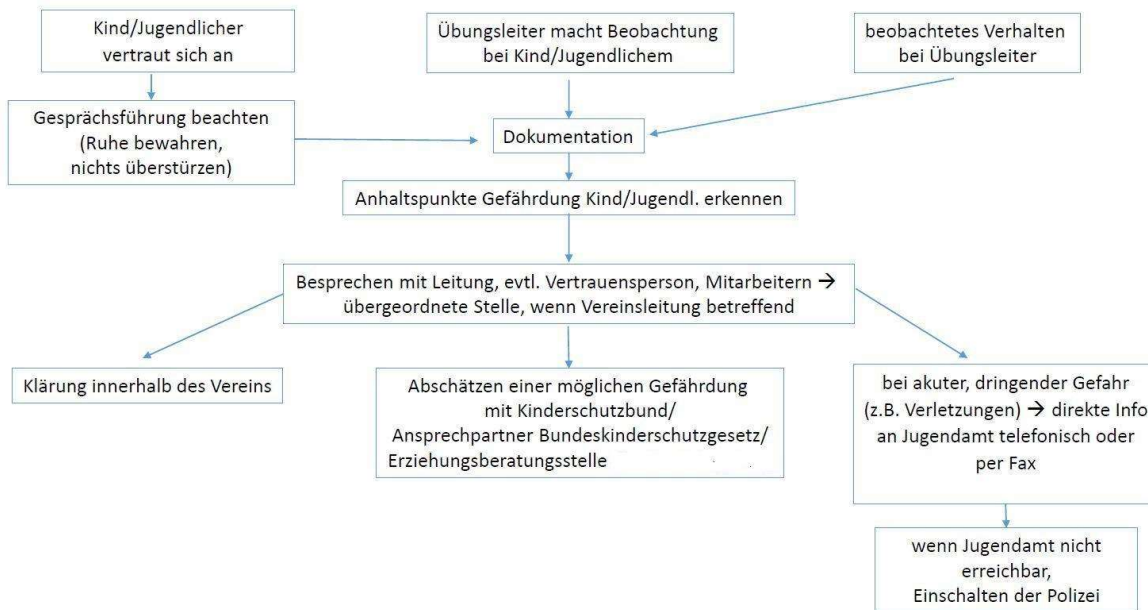 Kind/Jugendlicher
vertraut sich an
Übungsleiter macht Beobachtung
bei Kind/Jugendlichem
beobachtetes Verhalten
bei Übungsleiter
Gesprächsführung beachten
(Ruhe bewahren,
nichts überstürzen)
Dokumentation
Anhaltspunkte Gefährdung Kind/Jugendl. erkennen
Besprechen mit Leitung, evtl. Vertrauensperson, Mitarbeitern →
übergeordnete Stelle, wenn Vereinsleitung betreffend
Klärung innerhalb des Vereins
Abschätzen einer möglichen Gefährdung
mit Kinderschutzbund/
Ansprechpartner Bundeskinderschutzgesetz/
Erziehungsberatungsstelle
bei akuter, dringender Gefahr
(z.B. Verletzungen) → direkte Info
an Jugendamt telefonisch oder
per Fax
wenn Jugendamt nicht
erreichbar,
Einschalten der Polizei